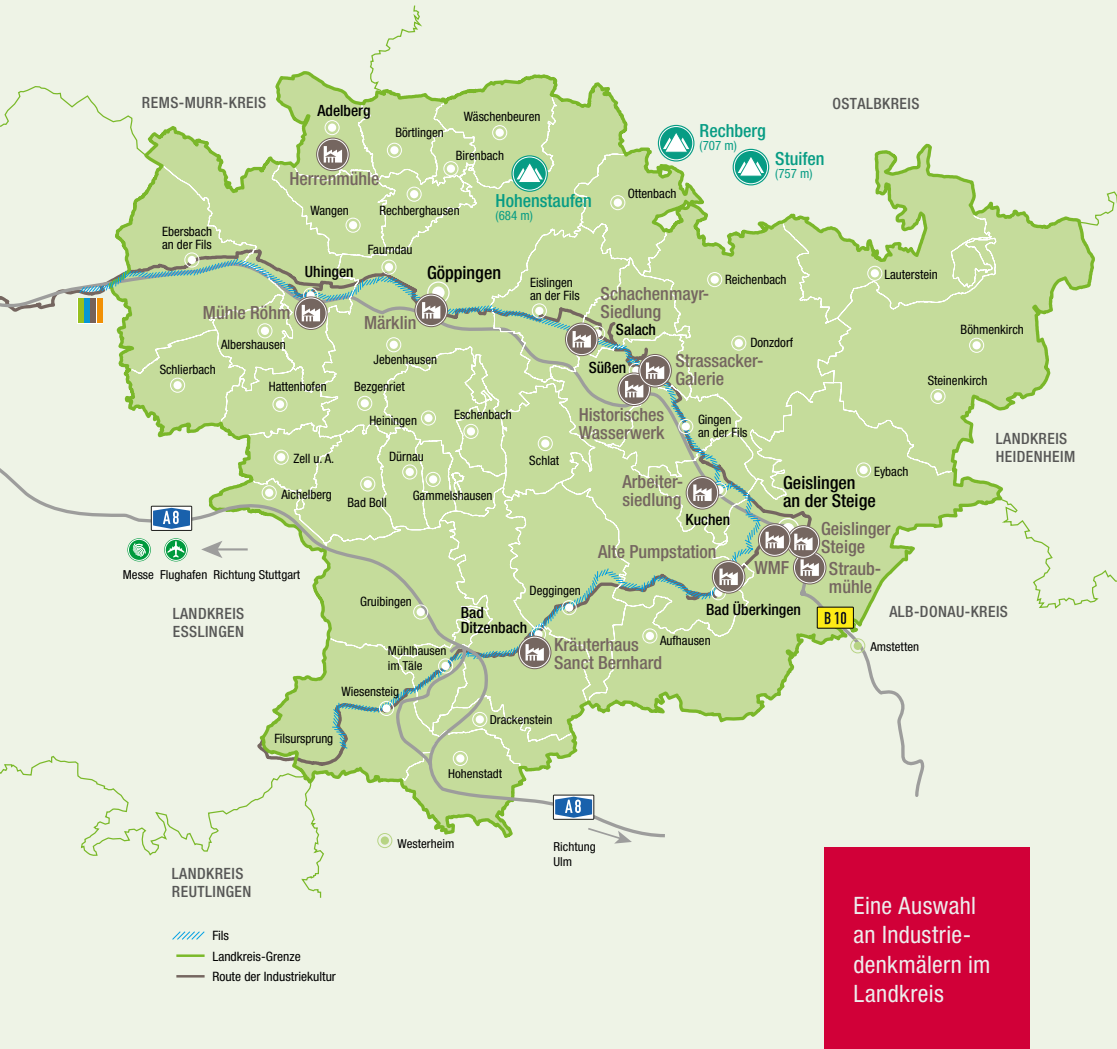 REMS-MURR-KREIS
OSTALBKREIS
Adelberg
Wäschenbeuren
Börtlingen
Rechberg
(707 m)
Birenbach
Stuifen
(757 m)
Herrenmühle
Hohenstaufen
(684 m)
Ottenbach
Wangen
Rechberghausen
Ebersbach
an der Fils
Faurndau
Uhingen
Göppingen
Eislingen
an der Fils
Reichenbach
Lauterstein
Schachenmayr-
Siedlung
Mühle Röhm
Märklin
Salach
Albershausen
Jebenhausen
Donzdorf
Böhmenkirch
Schlierbach
Süßen
Strassacker-
Galerie
Hattenhofen
Bezgenriet
Steinenkirch
Heiningen
Eschenbach
Historisches
Wasserwerk
Gingen
an der Fils
LANDKREIS
HEIDENHEIM
Zell u. A.
Dürnau
Schlat
Eybach
Aichelberg
Bad Boll
Gammelshausen
Arbeiter-
siedlung
Geislingen
an der Steige
Kuchen
A8
Geislinger
Steige
Messe
Flughafen
Richtung Stuttgart
Alte Pumpstation
WMF
Straub-
mühle
LANDKREIS
ESSLINGEN
Gruibingen
Bad
Ditzenbach
Deggingen
Bad Überkingen
B 10
ALB-DONAU-KREIS
Mühlhausen
im Täle
Kräuterhaus
Sanct Bernhard
Aufhausen
Amstetten
Wiesensteig
Drackenstein
Filsursprung
Hohenstadt
A8
Westerheim
Richtung
Ulm
LANDKREIS
REUTLINGEN
Fils
Landkreis-Grenze
Route der Industriekultur
Eine Auswahl
an Industrie-
denkmälern im
Landkreis